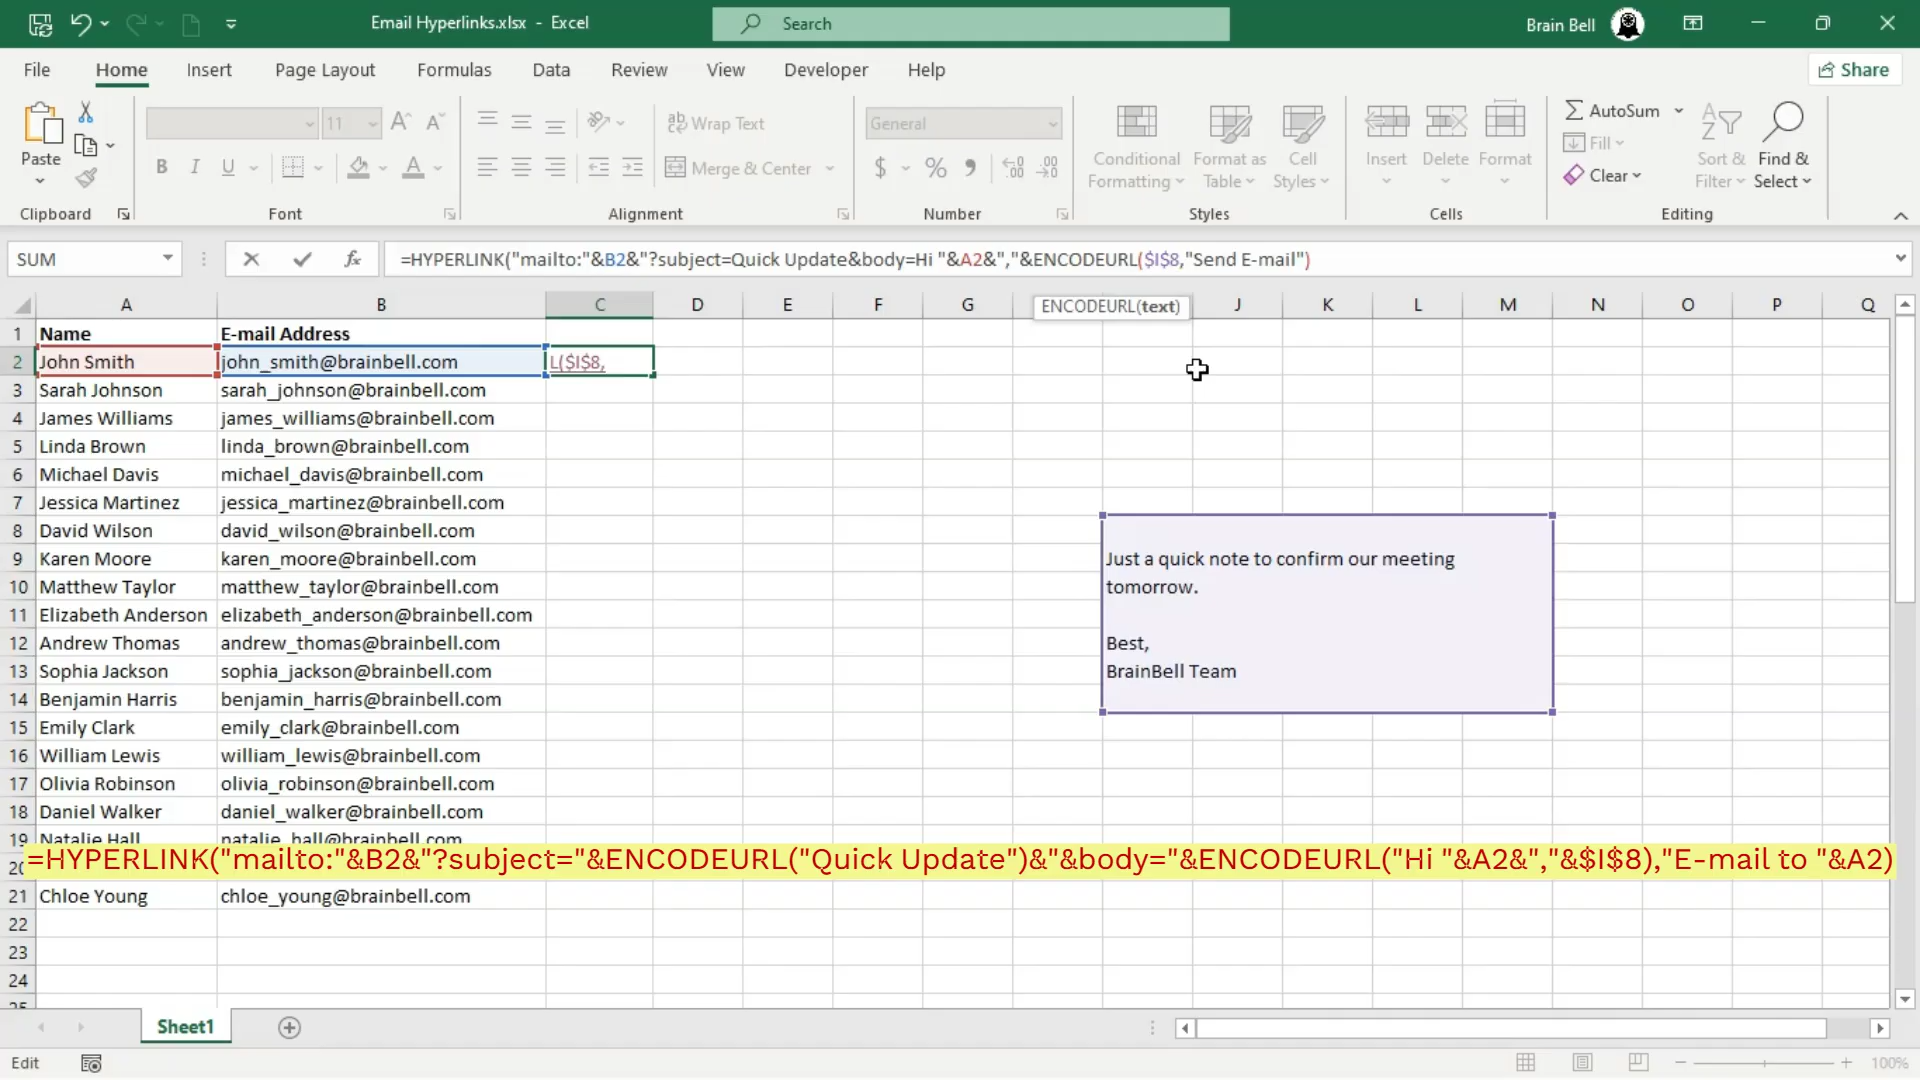 Email Hyperlinks.xlsx - Excel
Search
Brain Bell
File Home Insert Page Layout Formulas Data Review View Developer Help
Share
Paste
Clipboard
11
B I U
Font
Wrap Text
Merge & Center
Alignment
General
$ % ,
Number
Conditional Formatting
Format as Table
Cell Styles
Styles
Insert
Delete
Format
Cells
AutoSum
Fill
Clear
Sort & Filter
Find & Select
Editing
SUM
fx
=HYPERLINK("mailto:"&B2&"?subject=Quick Update&body=Hi "&A2&","&ENCODEURL($I$8,"Send E-mail")
ENCODEURL(text)
A B C D E F G J K L M N O P Q
1 Name E-mail Address
2 John Smith john_smith@brainbell.com L($I$8,
3 Sarah Johnson sarah_johnson@brainbell.com
4 James Williams james_williams@brainbell.com
5 Linda Brown linda_brown@brainbell.com
6 Michael Davis michael_davis@brainbell.com
7 Jessica Martinez jessica_martinez@brainbell.com
8 David Wilson david_wilson@brainbell.com
9 Karen Moore karen_moore@brainbell.com
10 Matthew Taylor matthew_taylor@brainbell.com
11 Elizabeth Anderson elizabeth_anderson@brainbell.com
12 Andrew Thomas andrew_thomas@brainbell.com
13 Sophia Jackson sophia_jackson@brainbell.com
14 Benjamin Harris benjamin_harris@brainbell.com
15 Emily Clark emily_clark@brainbell.com
16 William Lewis william_lewis@brainbell.com
17 Olivia Robinson olivia_robinson@brainbell.com
18 Daniel Walker daniel_walker@brainbell.com
19 Natalie Hall natalie_hall@brainbell.com
Just a quick note to confirm our meeting
tomorrow.
Best,
BrainBell Team
20
=HYPERLINK("mailto:"&B2&"?subject="&ENCODEURL("Quick Update")&"&body="&ENCODEURL("Hi "&A2&","&$I$8),"E-mail to "&A2)
21 Chloe Young chloe_young@brainbell.com
22
23
24
25
Sheet1
Edit
100%